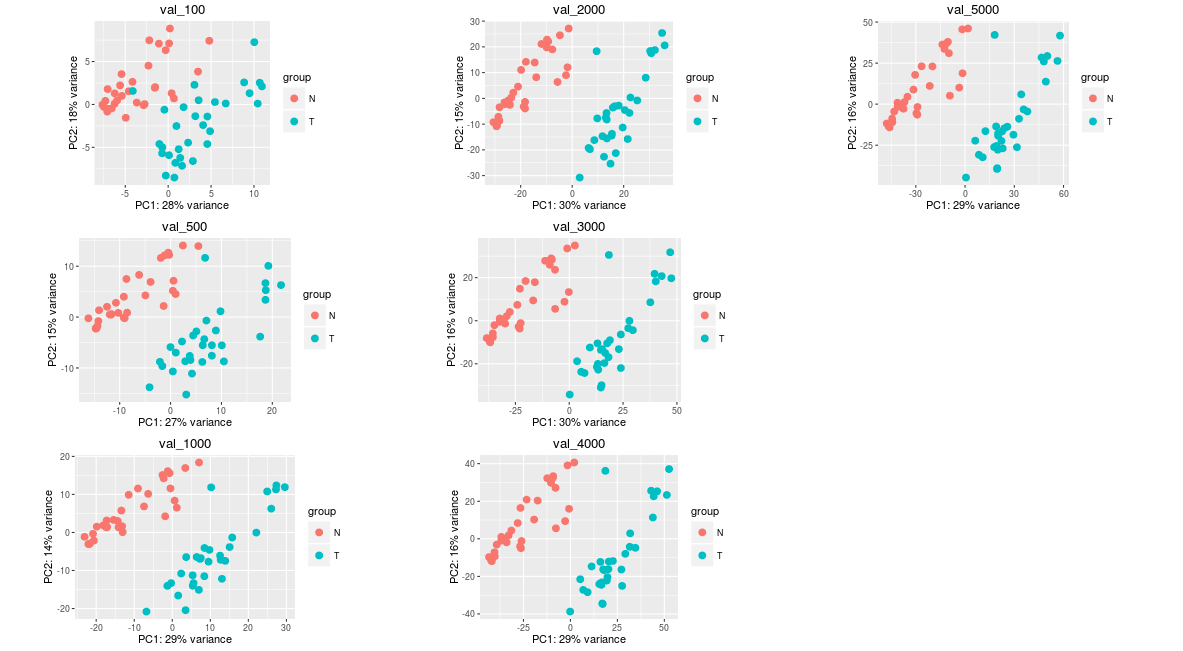 val_100
PC2: 18% variance
5
0
-5
-5
0
5
10
PC1: 28% variance
group
N
T
val_2000
PC2: 15% variance
30
20
10
0
-10
-20
-30
-20
0
20
PC1: 30% variance
group
N
T
val_5000
PC2: 16% variance
50
25
0
-25
-30
0
30
60
PC1: 29% variance
group
N
T
val_500
PC2: 15% variance
10
0
-10
-10
0
10
20
PC1: 27% variance
group
N
T
val_3000
PC2: 16% variance
20
0
-20
-25
0
25
50
PC1: 30% variance
group
N
T
val_1000
PC2: 14% variance
20
10
0
-10
-20
-20
-10
0
10
20
30
PC1: 29% variance
group
N
T
val_4000
PC2: 16% variance
40
20
0
-20
-40
-25
0
25
50
PC1: 29% variance
group
N
T